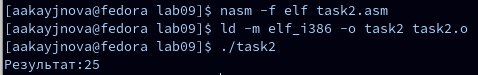 [aakayjnova@fedora lab09]$ nasm -f elf task2.asm
[aakayjnova@fedora lab09]$ ld -m elf_i386 -o task2 task2.o
[aakayjnova@fedora lab09]$ ./task2
Результат:25